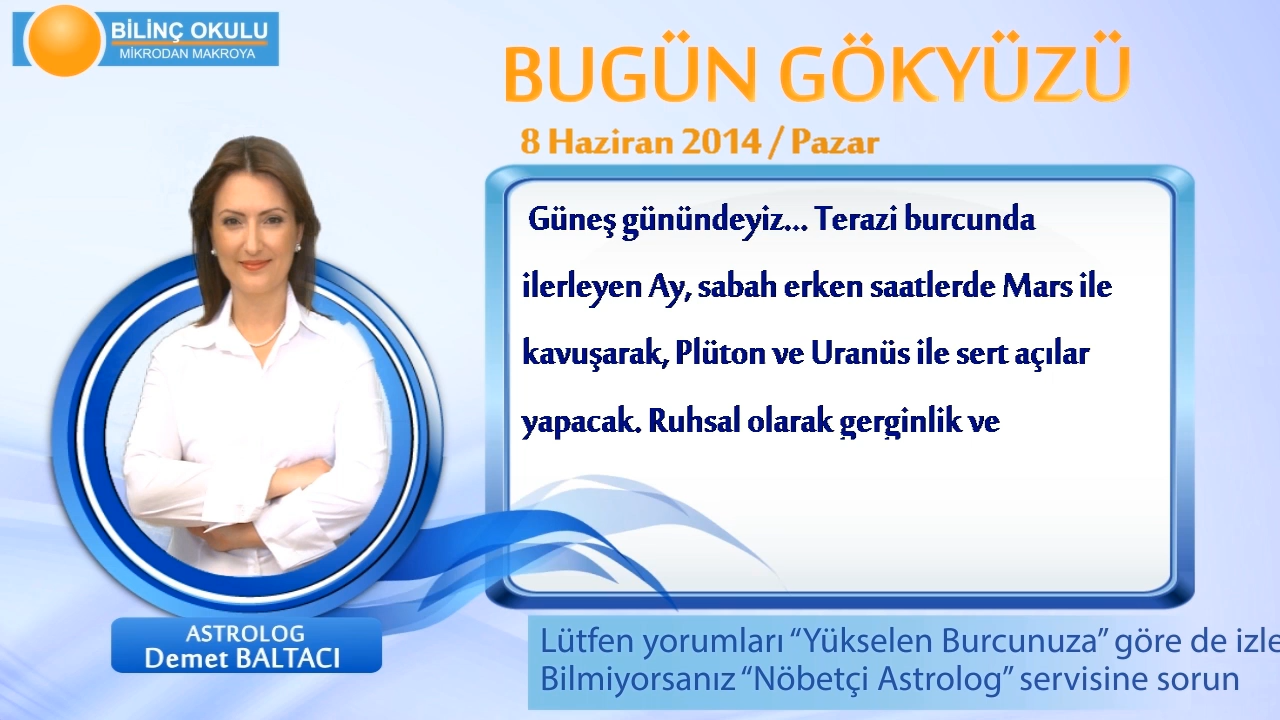 BİLİNÇ OKULU
MİKRODAN MAKROYA
BUGÜN GÖKYÜZÜ
8 Haziran 2014 / Pazar
Güneş günündeyiz... Terazi burcunda
ilerleyen Ay, sabah erken saatlerde Mars ile
kavuşarak, Plüton ve Uranüs ile sert açılar
yapacak. Ruhsal olarak gerginlik ve
ASTROLOG
Demet BALTACI
Lütfen yorumları “Yükselen Burcunuza” göre de izle
Bilmiyorsanız “Nöbetçi Astrolog” servisine sorun